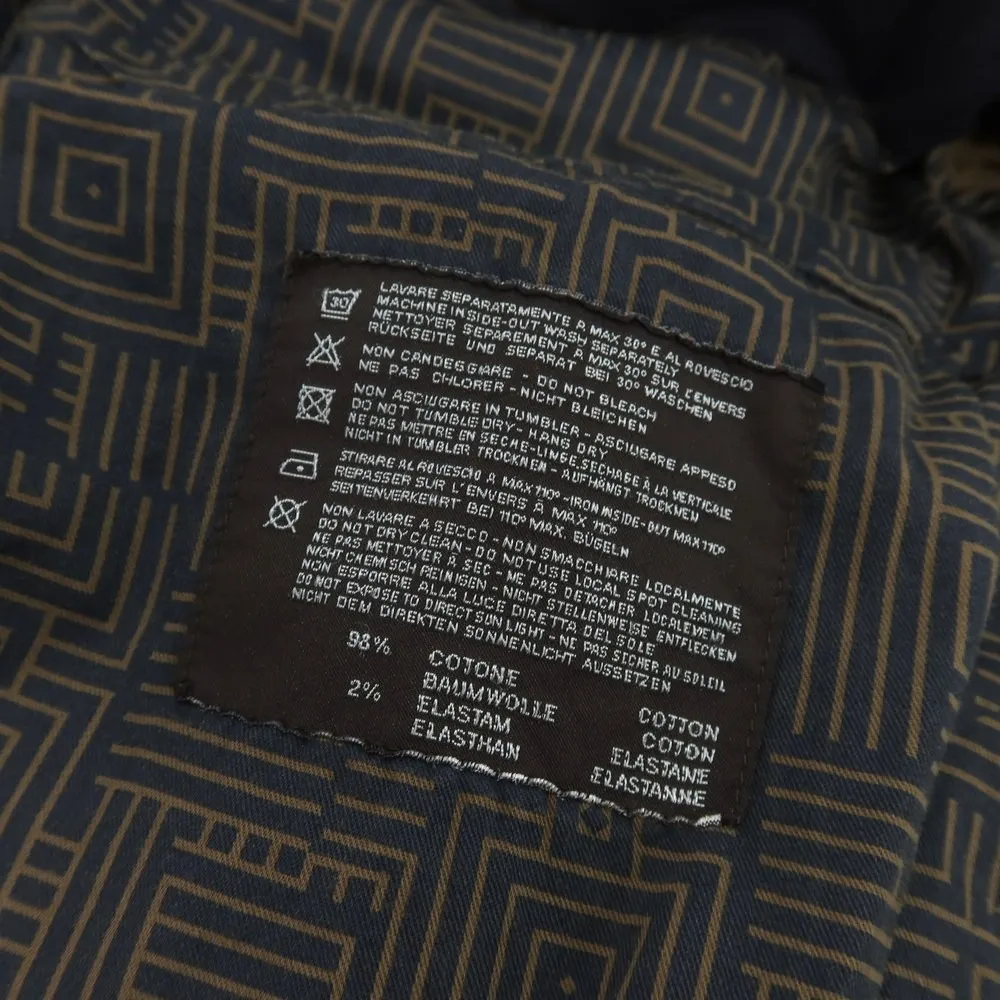 30
LAVARE SEPARATAMENTE A MAX 30° E AL ROVESCIO
MACHINE INSIDE-OUT WASH SEPARATELY
NETTOYER SEPAREMENT À MAX 30° SUR L'ENVERS
RÜCKSEITE UND SEPARAT BEI 30° WASCHEN
NON CANDEGGIARE - DO NOT BLEACH
NE PAS CHLORER - NICHT BLEICHEN
NON ASCIUGARE IN TUMBLER - ASCIUGARE APPESO
DO NOT TUMBLE DRY - HANG DRY
NE PAS METTRE EN SECHE-LINGE, SECHAGE À LA VERTICALE
NICHT IN TUMBLER TROCKNEN - AUFHÄNGT TROCKNEN
STIRARE AL ROVESCIO A MAX 110° - IRON INSIDE-OUT MAX 110°
REPASSER SUR L'ENVERS À MAX 110°
SEITENVERKEHRT BEI 110° MAX. BÜGELN
NON LAVARE A SECCO - NON SMACCHIARE LOCALMENTE
DO NOT DRY CLEAN - DO NOT USE LOCAL SPOT CLEANING
NE PAS METTOYER À SEC - NE PAS DETACHER LOCALEMENT
NICHT CHEMISCH REINIGEN - NICHT STELLENWEISE ENTFLECKEN
NON ESPORRE ALLA LUCE DIRETTA DEL SOLE
DO NOT EXPOSE TO DIRECT SUN LIGHT - NE PAS SECHER AU SOLEIL
NICHT DEM DIREKTEN SONNENLICHT AUSSETZEN
98% COTONE COTTON
BAUMWOLLE COTON
2% ELASTAM ELASTANE
ELASTHAN ELASTANNE